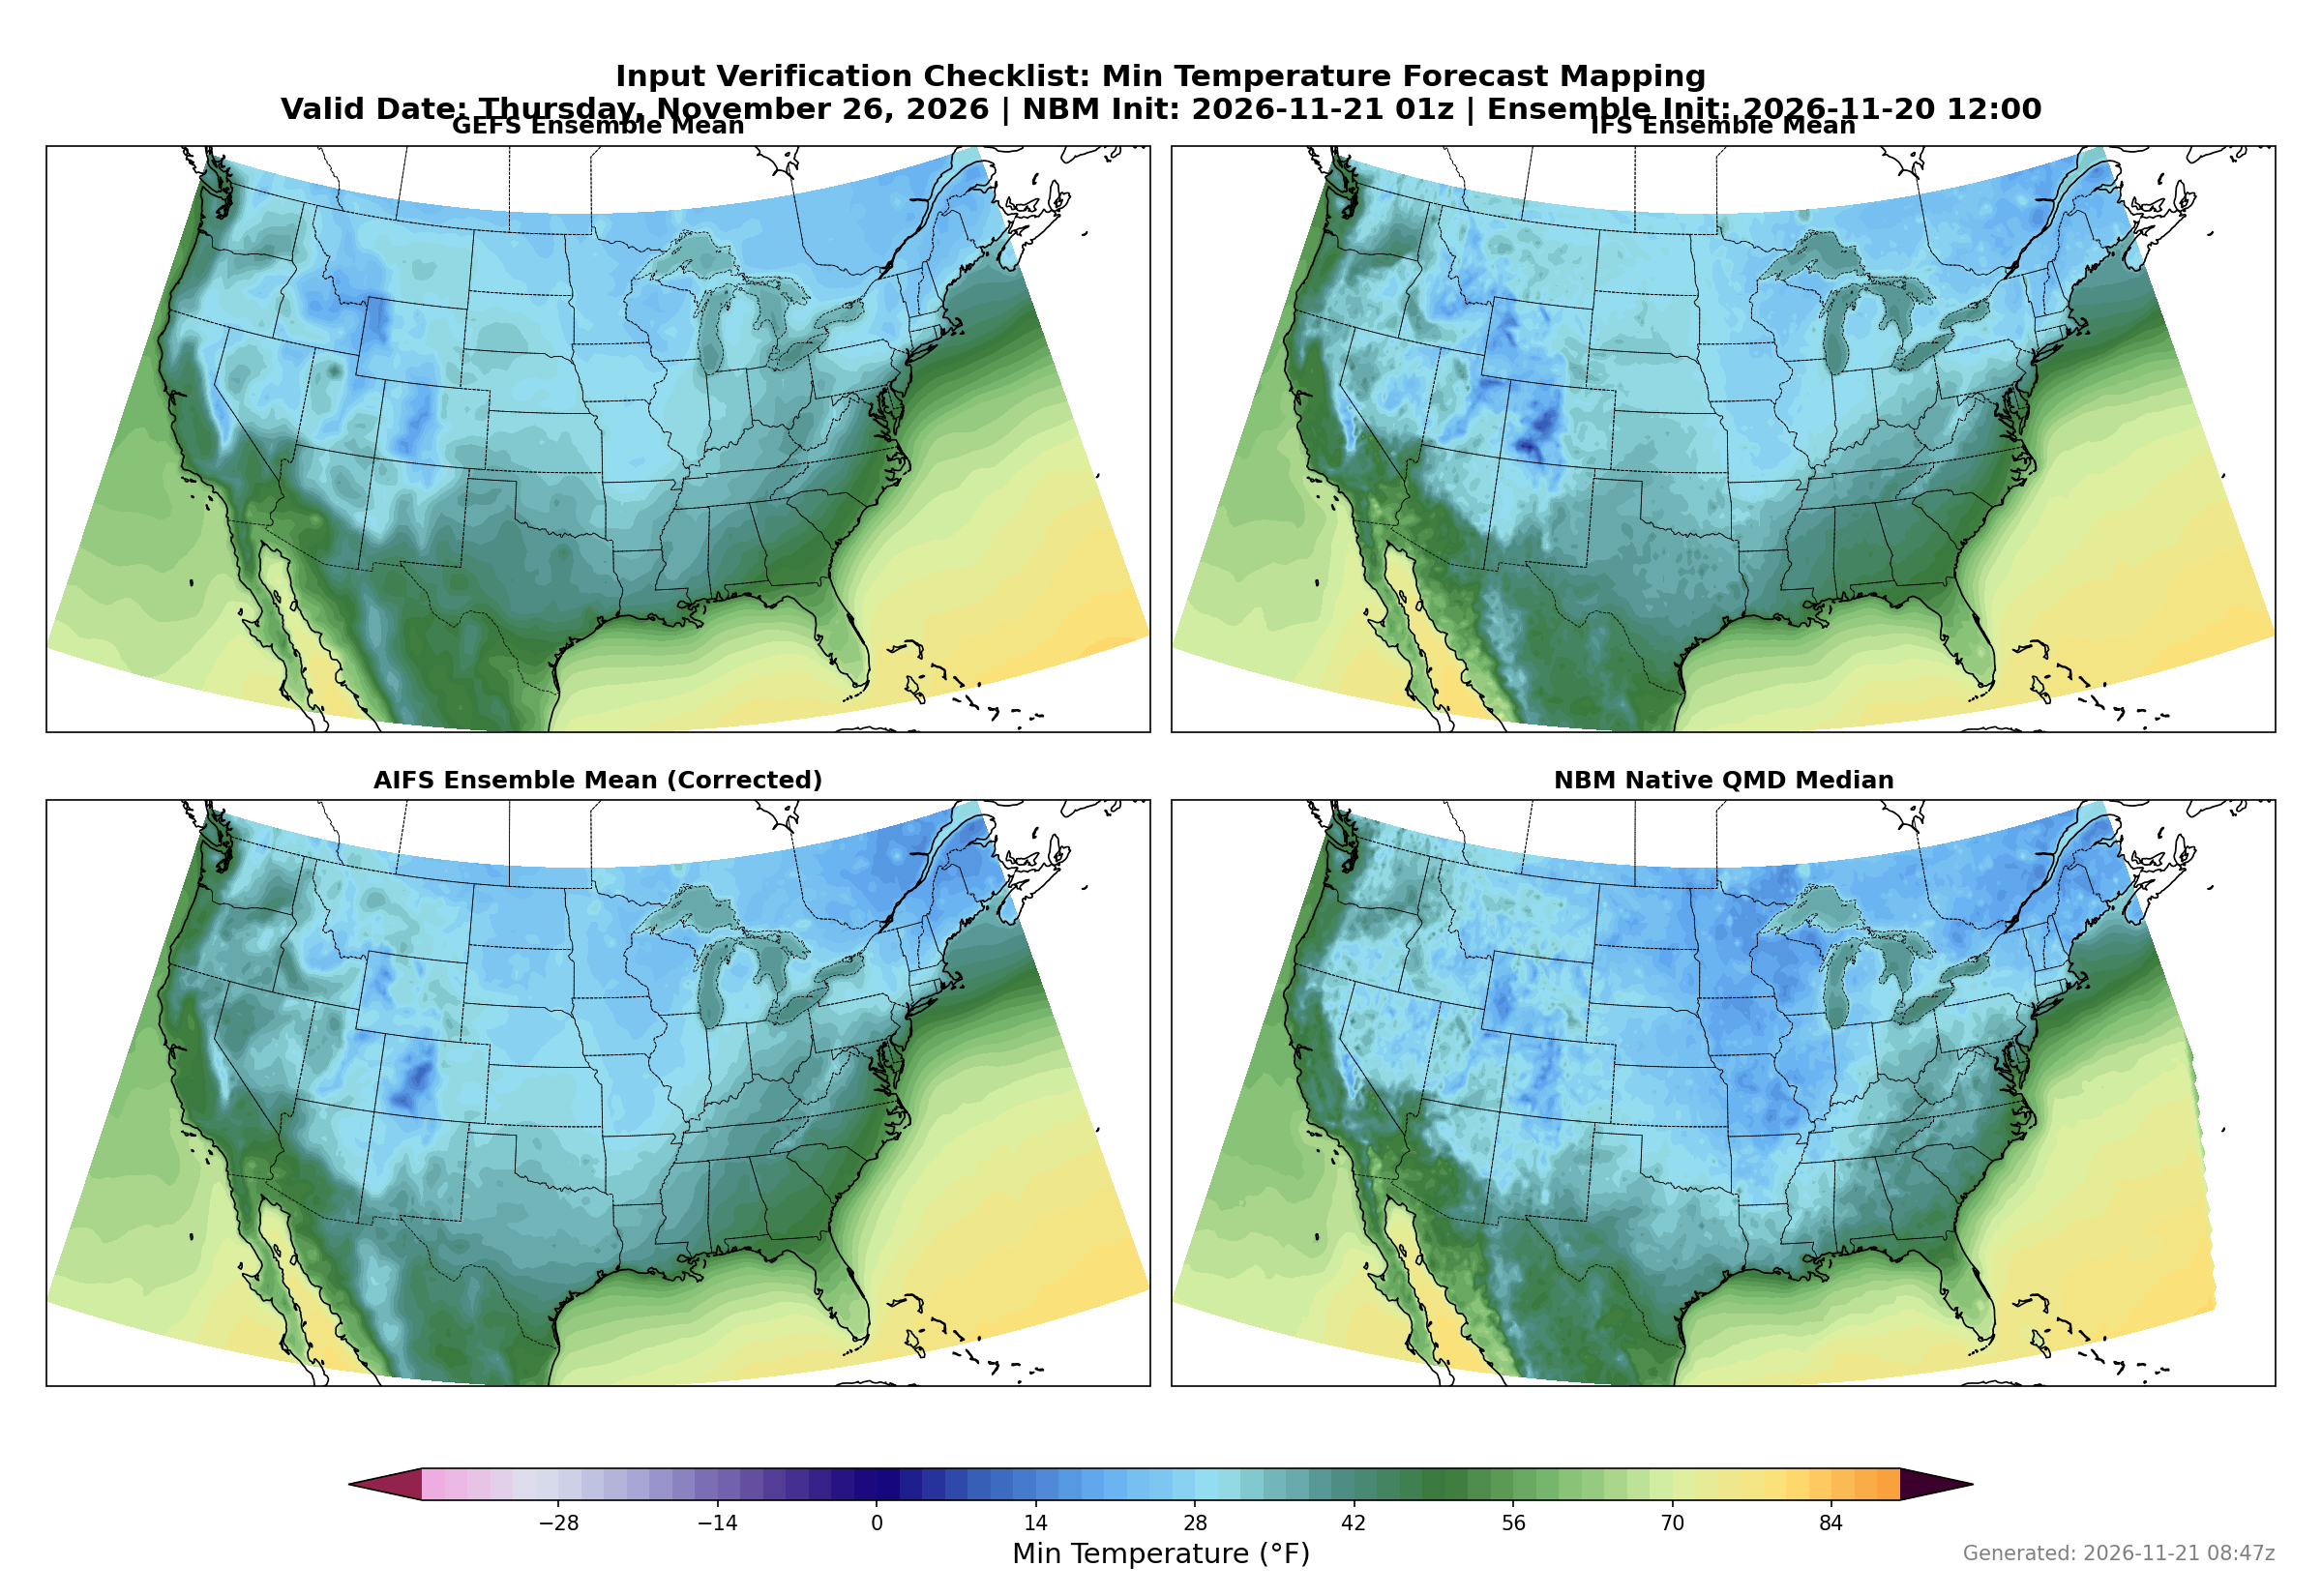 Input Verification Checklist: Min Temperature Forecast Mapping
Valid Date: Thursday, November 26, 2026 | NBM Init: 2026-11-21 01z | Ensemble Init: 2026-11-20 12:00
GEFS Ensemble Mean
IFS Ensemble Mean
AIFS Ensemble Mean (Corrected)
NBM Native QMD Median
−28 −14 0 14 28 42 56 70 84
Min Temperature (°F)
Generated: 2026-11-21 08:47z